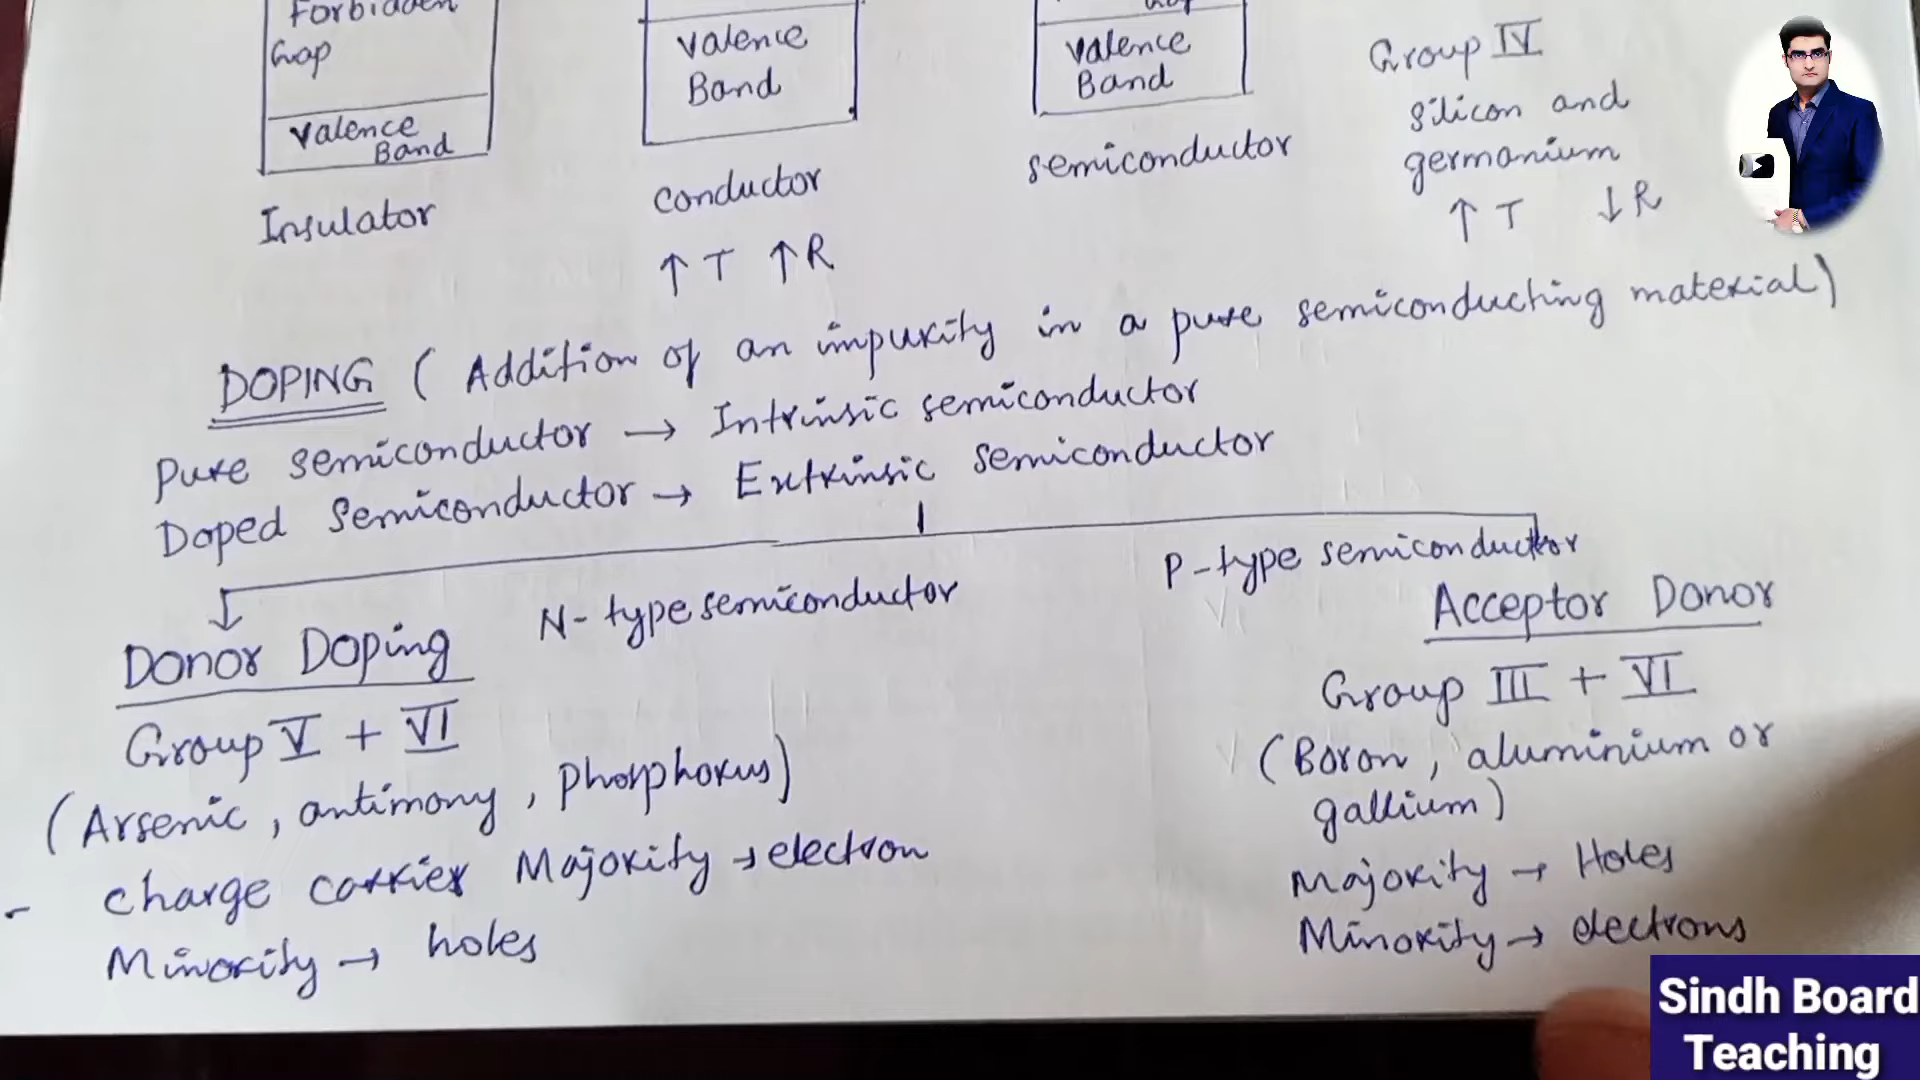 Forbidden
Gap
Valence
Band
Insulator
Valence
Band
conductor
↑ T ↑ R
Valence
Band
semiconductor
Group IV
silicon and
germanium
↑ T ↓ R
DOPING ( Addition of an impurity in a pure semiconducting material)
Pure semiconductor → Intrinsic semiconductor
Doped Semiconductor → Extrinsic semiconductor
Donor Doping
N-type semiconductor
Group V + VI
(Arsenic, antimony, phosphorus)
- charge carrier Majority → electron
Minority → holes
P-type semiconductor
Acceptor Donor
Group III + VI
(Boron, aluminium or
gallium)
Majority → Holes
Minority → electrons
Sindh Board
Teaching